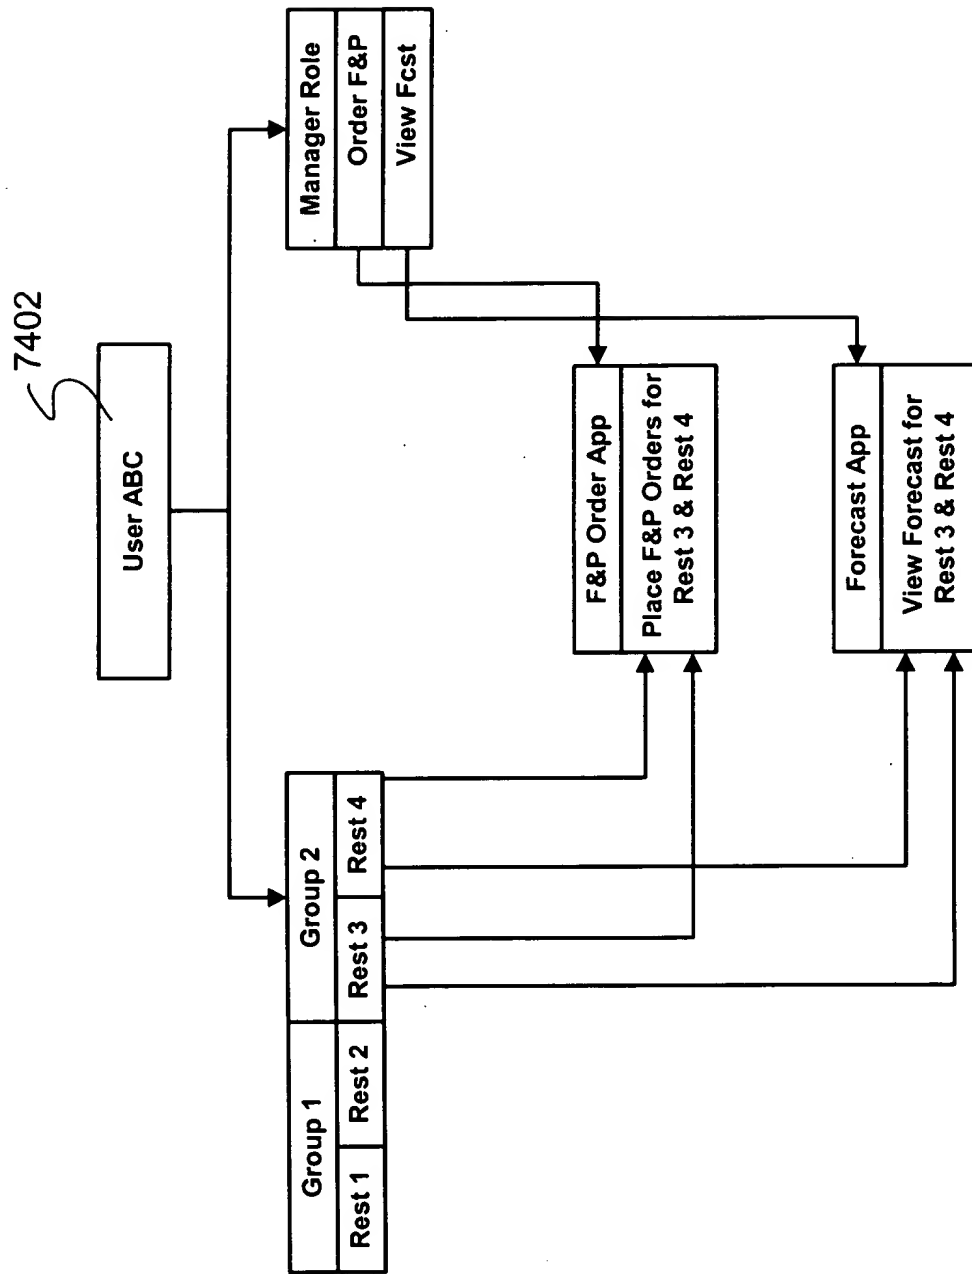 7402
User ABC
Group 1
Group 2
Rest 1
Rest 2
Rest 3
Rest 4
Manager Role
Order F&P
View Fcst
F&P Order App
Place F&P Orders for
Rest 3 & Rest 4
Forecast App
View Forecast for
Rest 3 & Rest 4